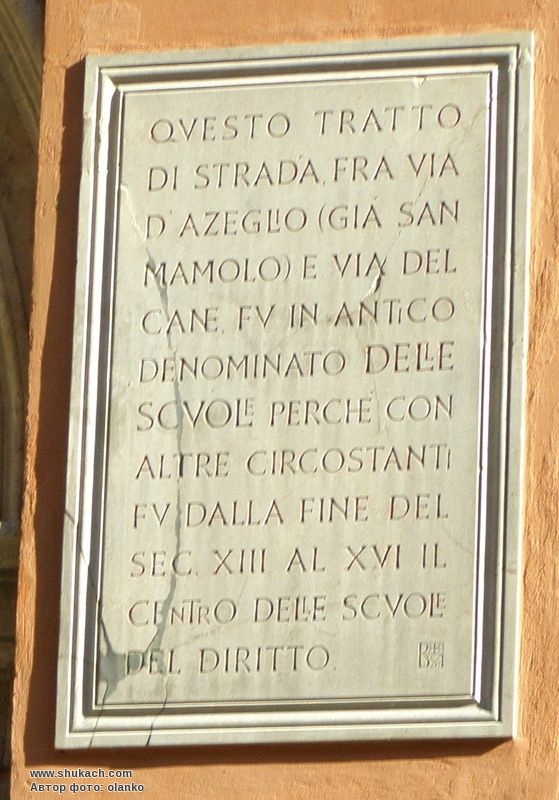 QVESTO TRATTO
DI STRADA, FRA VIA
D'AZEGLIO (GIÀ SAN
MAMOLO) E VIA DEL
CANE, FV IN ANTICO
DENOMINATO DELLE
SCVOLE PERCHÉ CON
ALTRE CIRCOSTANTI
FV DALLA FINE DEL
SEC. XIII AL XVI IL
CENTRO DELLE SCVOLE
DEL DIRITTO.
www.shukach.com
Автор фото: olanko